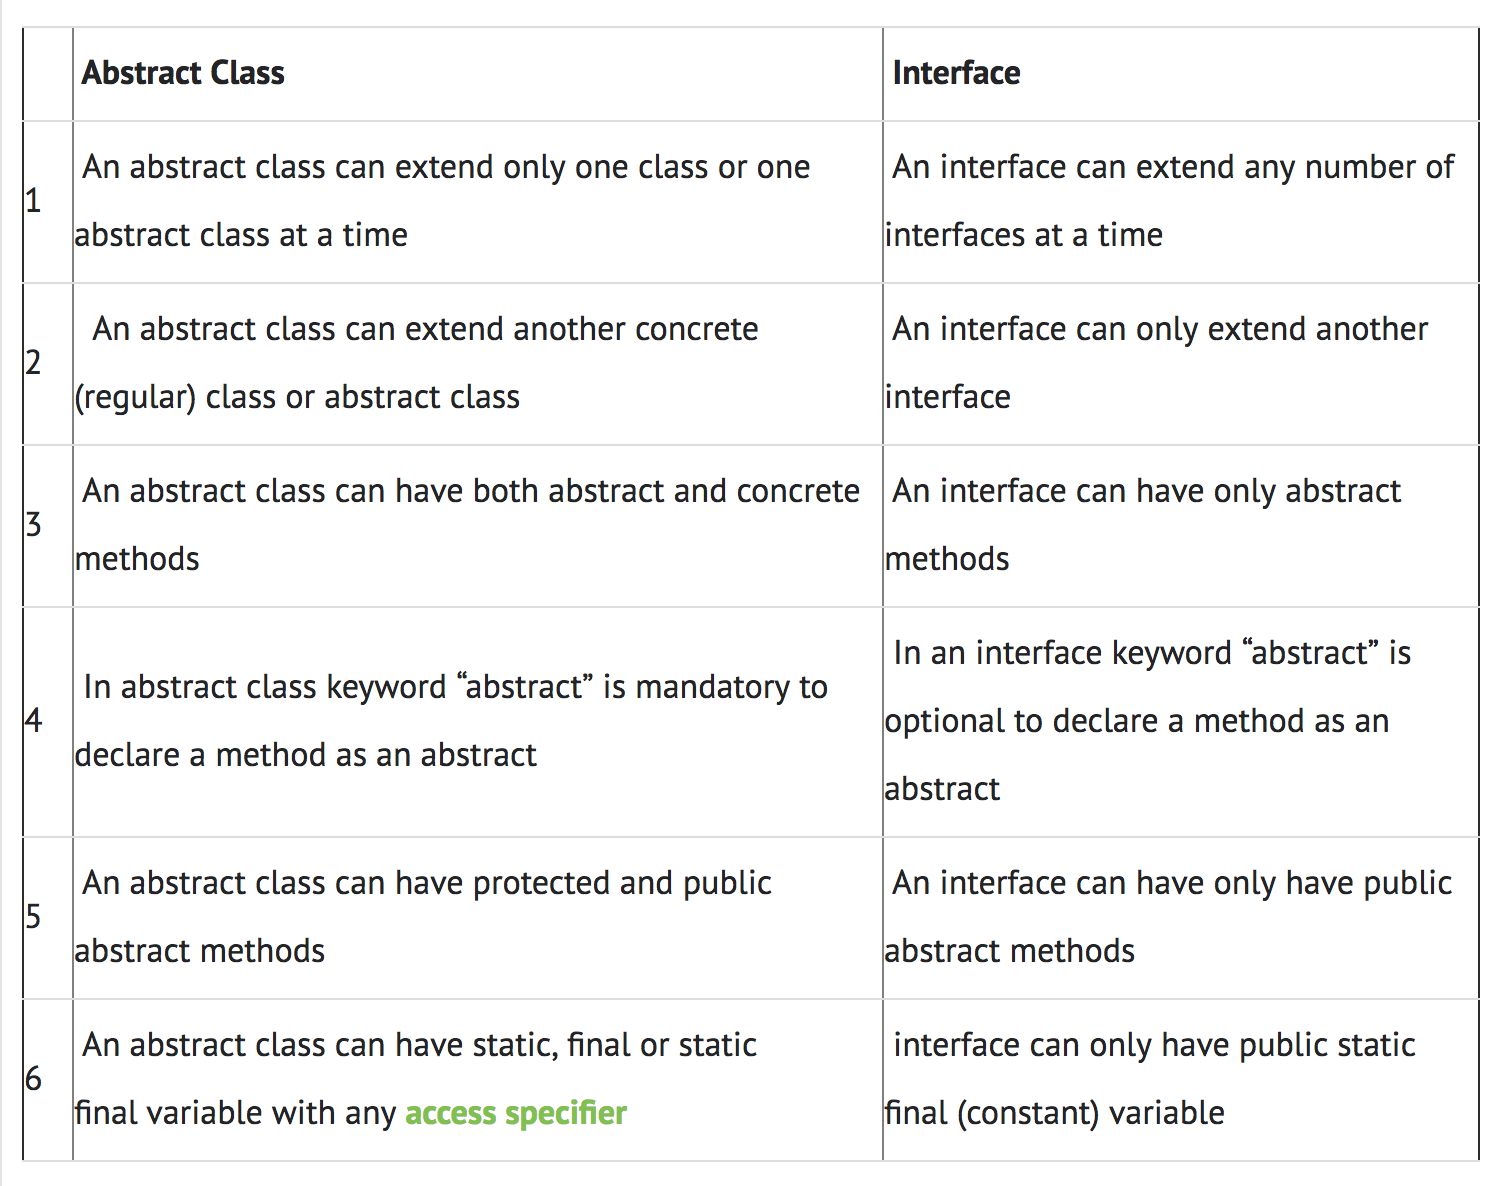 Abstract Class
Interface
1
An abstract class can extend only one class or one
abstract class at a time
An interface can extend any number of
interfaces at a time
2
An abstract class can extend another concrete
(regular) class or abstract class
An interface can only extend another
interface
3
An abstract class can have both abstract and concrete
methods
An interface can have only abstract
methods
4
In abstract class keyword “abstract” is mandatory to
declare a method as an abstract
In an interface keyword “abstract” is
optional to declare a method as an
abstract
5
An abstract class can have protected and public
abstract methods
An interface can have only have public
abstract methods
6
An abstract class can have static, final or static
final variable with any access specifier
interface can only have public static
final (constant) variable